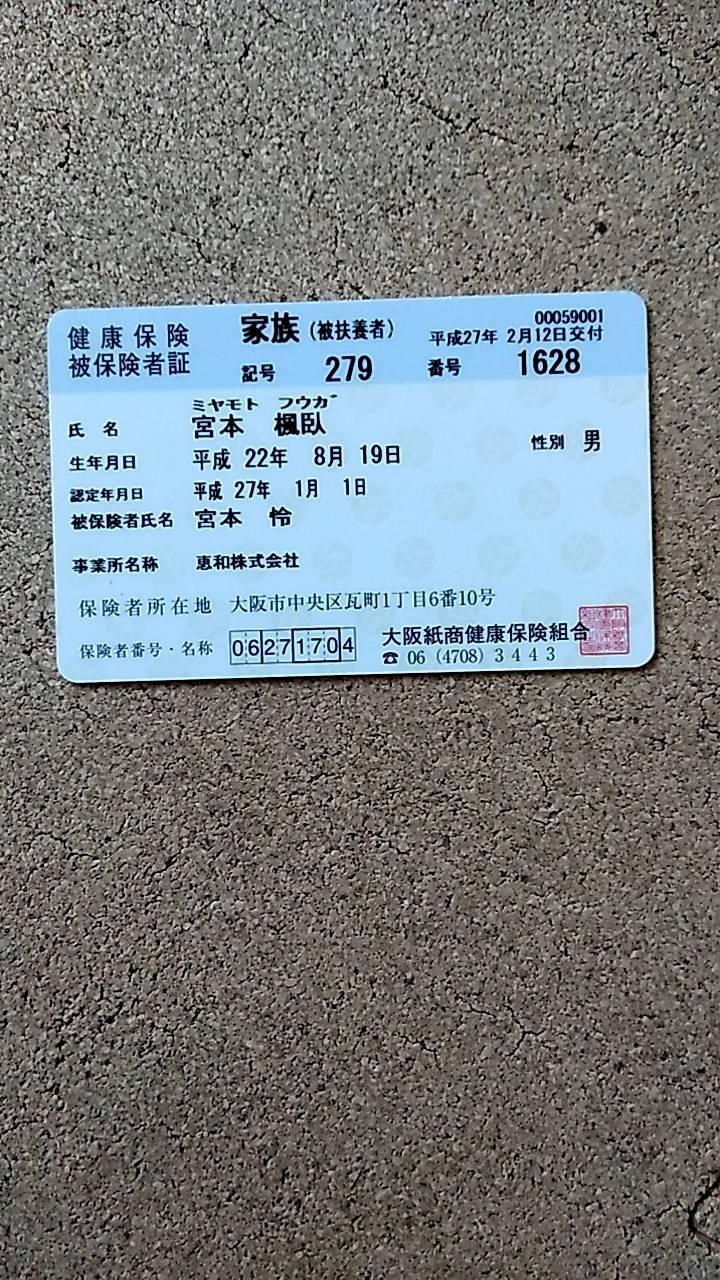 健康保険 家族（被扶養者） 00059001
被保険者証 平成27年 2月12日交付
記号 279 番号 1628
ミヤモト フウガ
氏名 宮本 楓臥 性別 男
生年月日 平成 22年 8月 19日
認定年月日 平成 27年 1月 1日
被保険者氏名 宮本 怜
事業所名称 恵和株式会社
保険者所在地 大阪市中央区瓦町1丁目6番10号
保険者番号・名称 06271704 大阪紙商健康保険組合
☎ 06（4708）3443